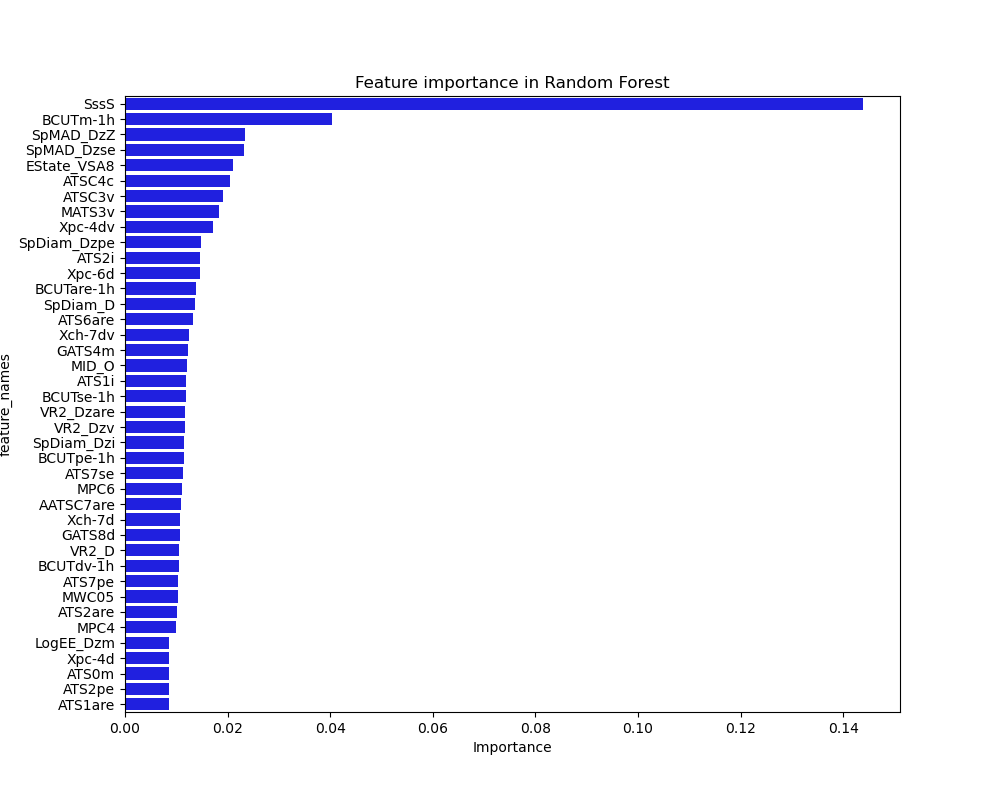 Feature importance in Random Forest
SssS
BCUTm-1h
SpMAD_DzZ
SpMAD_Dzse
EState_VSA8
ATSC4c
ATSC3v
MATS3v
Xpc-4dv
SpDiam_Dzpe
ATS2i
Xpc-6d
BCUTare-1h
SpDiam_D
ATS6are
Xch-7dv
GATS4m
MID_O
ATS1i
BCUTse-1h
VR2_Dzare
VR2_Dzv
SpDiam_Dzi
BCUTpe-1h
ATS7se
MPC6
AATSC7are
Xch-7d
GATS8d
VR2_D
BCUTdv-1h
ATS7pe
MWC05
ATS2are
MPC4
LogEE_Dzm
Xpc-4d
ATS0m
ATS2pe
ATS1are
feature_names
0.00 0.02 0.04 0.06 0.08 0.10 0.12 0.14
Importance